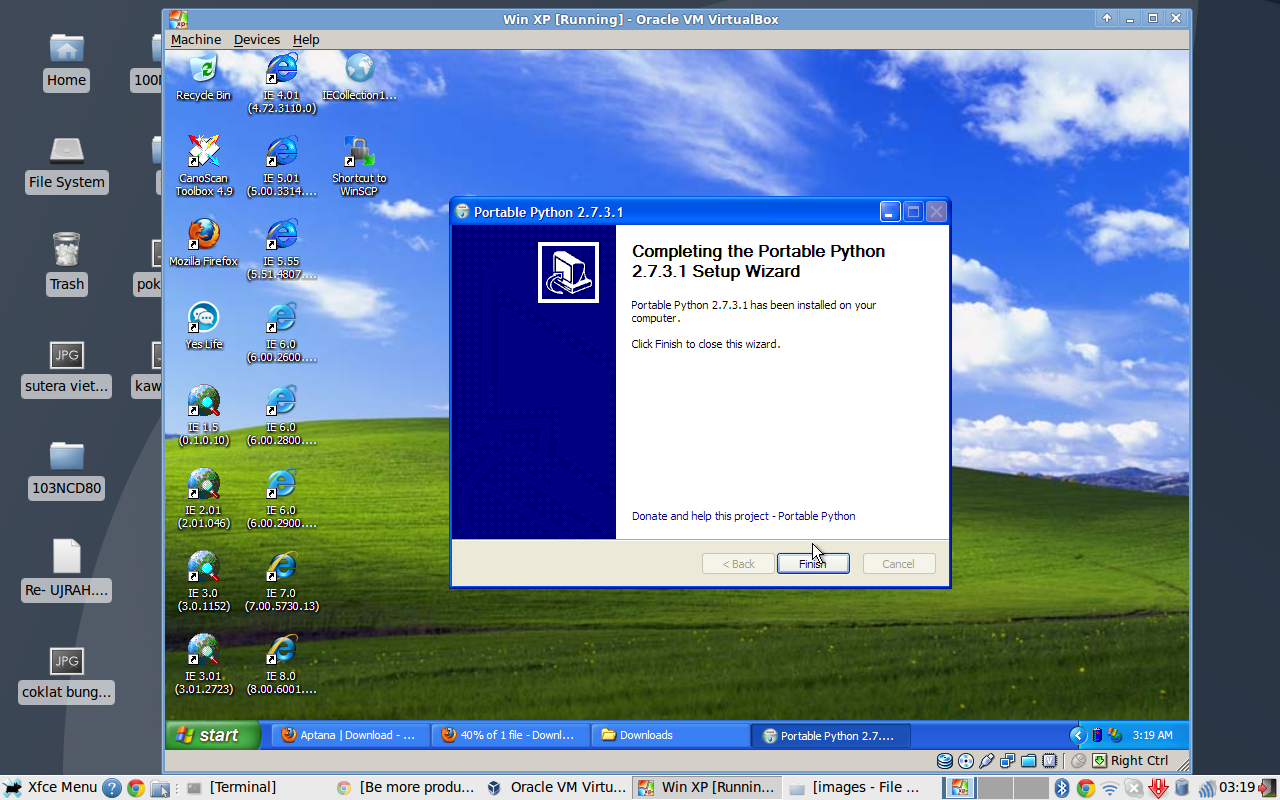 Win XP [Running] - Oracle VM VirtualBox
Machine Devices Help
Home
File System
Trash
sutera viet...
103NCD80
Re- UJRAH....
coklat bung...
100
pok
kaw
Recycle Bin
IE 4.01
(4.72.3110.0)
IECollection1...
CanoScan
Toolbox 4.9
IE 5.01
(5.00.3314....
Shortcut to
WinSCP
Mozilla Firefox
IE 5.55
(5.51.4807....
Yes Life
IE 6.0
(6.00.2600....
IE 1.5
(0.1.0.10)
IE 6.0
(6.00.2800....
IE 2.01
(2.01.046)
IE 6.0
(6.00.2900....
IE 3.0
(3.0.1152)
IE 7.0
(7.00.5730.13)
IE 3.01
(3.01.2723)
IE 8.0
(8.00.6001....
Portable Python 2.7.3.1
Completing the Portable Python
2.7.3.1 Setup Wizard
Portable Python 2.7.3.1 has been installed on your
computer.
Click Finish to close this wizard.
Donate and help this project - Portable Python
< Back Finish Cancel
start Aptana | Download - ... 40% of 1 file - Downl... Downloads Portable Python 2.7.... 3:19 AM
Right Ctrl
Xfce Menu [Terminal] [Be more produ... Oracle VM Virtu... Win XP [Runnin... [images - File ... 03:19